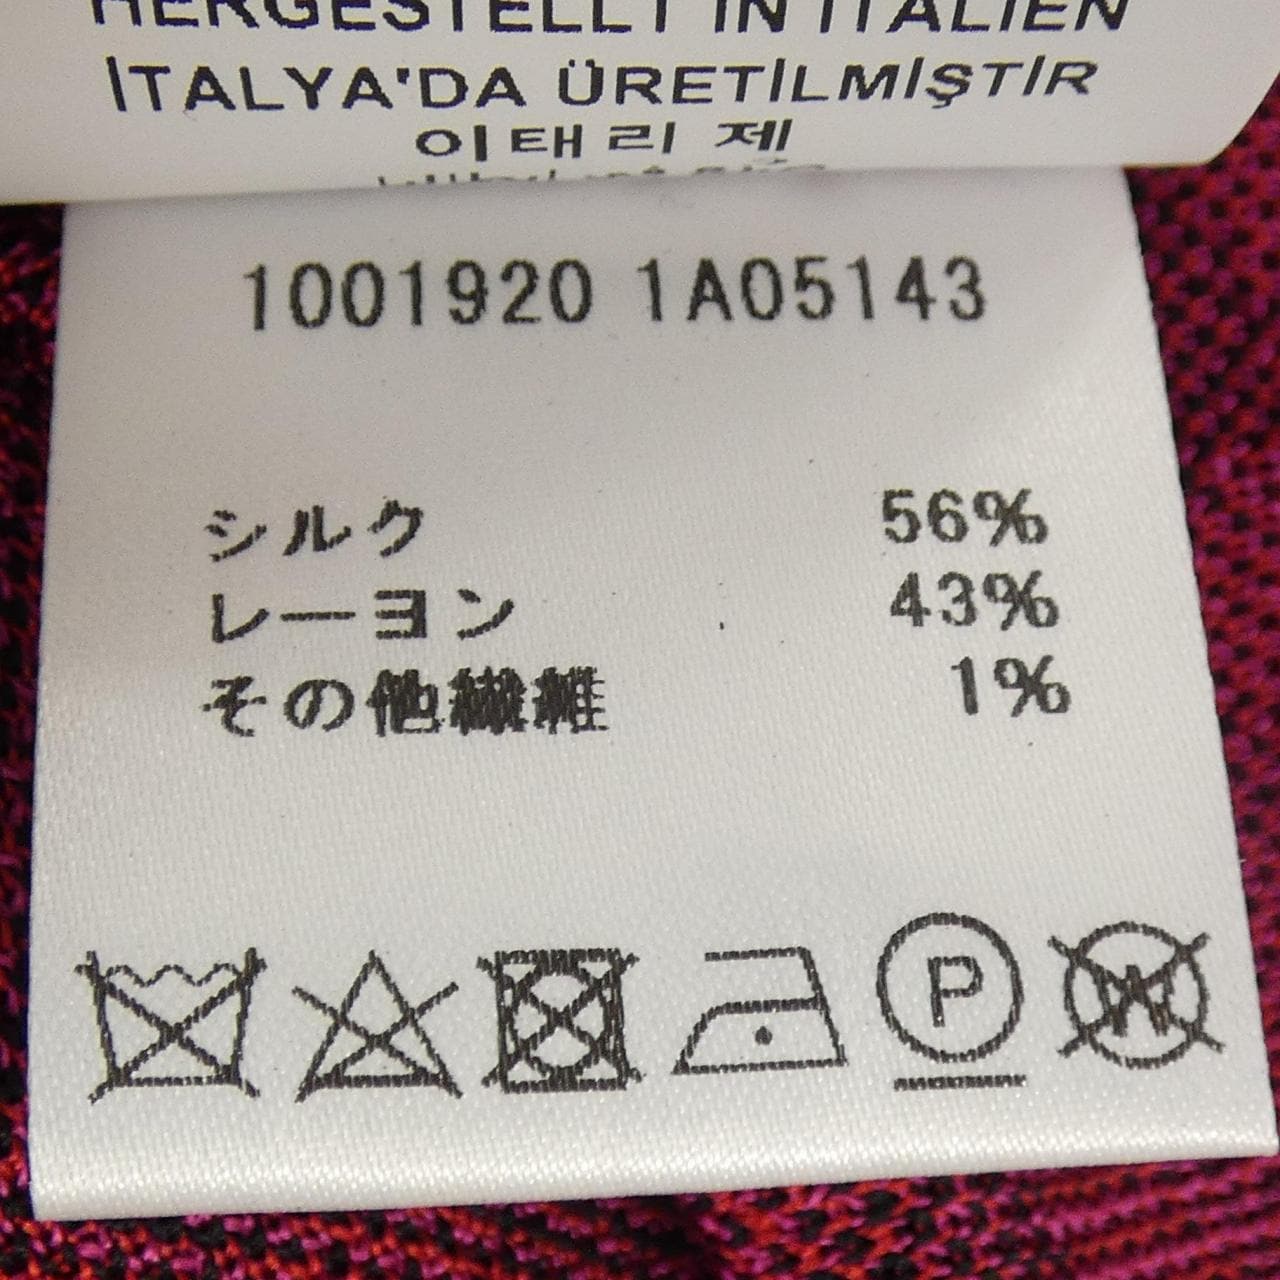 HERGESTELLT IN ITALIEN
İTALYA'DA ÜRETİLMİŞTİR
이태리 제
1001920 1A05143
シルク 56%
レーヨン 43%
その他繊維 1%
P
W